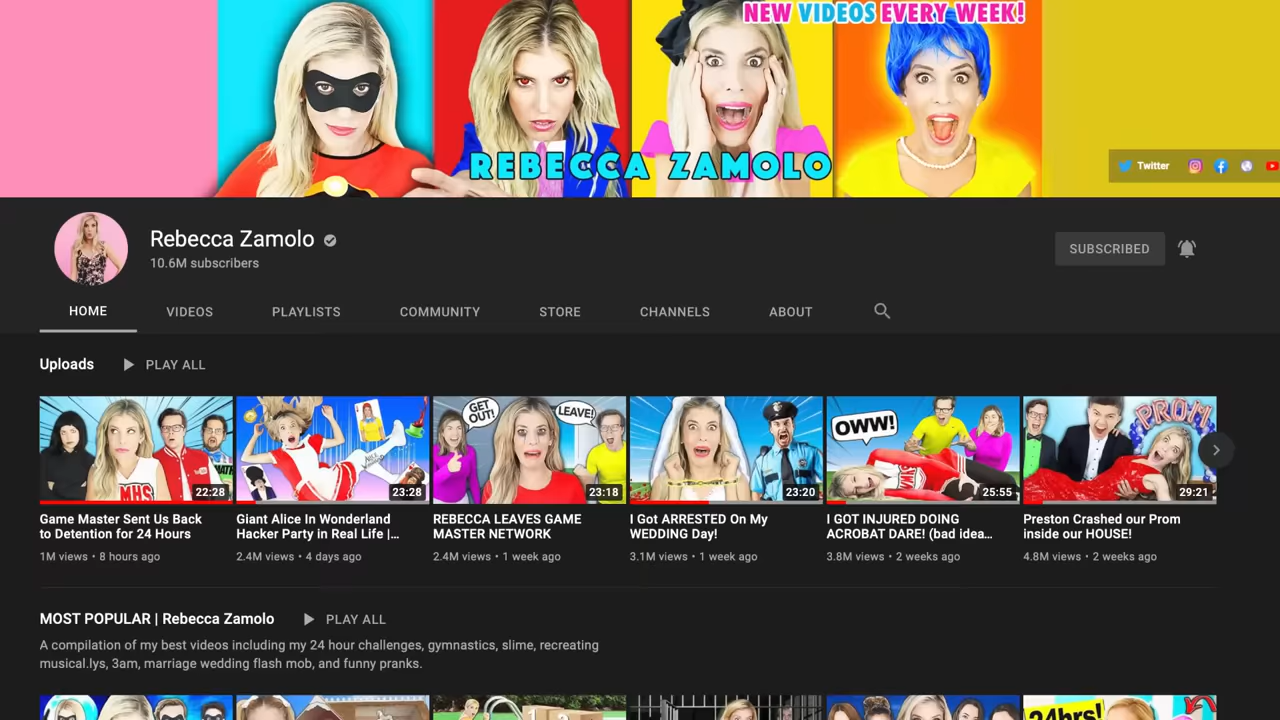 NEW VIDEOS EVERY WEEK!
REBECCA ZAMOLO
Twitter
Rebecca Zamolo
10.6M subscribers
SUBSCRIBED
HOME VIDEOS PLAYLISTS COMMUNITY STORE CHANNELS ABOUT
Uploads PLAY ALL
GET OUT!
LEAVE!
OWW!
PROM
MHS
MATH
22:28 23:28 23:18 23:20 25:55 29:21
Game Master Sent Us Back
to Detention for 24 Hours
1M views • 8 hours ago
Giant Alice In Wonderland
Hacker Party in Real Life |...
2.4M views • 4 days ago
REBECCA LEAVES GAME
MASTER NETWORK
2.4M views • 1 week ago
I Got ARRESTED On My
WEDDING Day!
3.1M views • 1 week ago
I GOT INJURED DOING
ACROBAT DARE! (bad idea...
3.8M views • 2 weeks ago
Preston Crashed our Prom
inside our HOUSE!
4.8M views • 2 weeks ago
MOST POPULAR | Rebecca Zamolo PLAY ALL
A compilation of my best videos including my 24 hour challenges, gymnastics, slime, recreating
musical.lys, 3am, marriage wedding flash mob, and funny pranks.
24hrs!